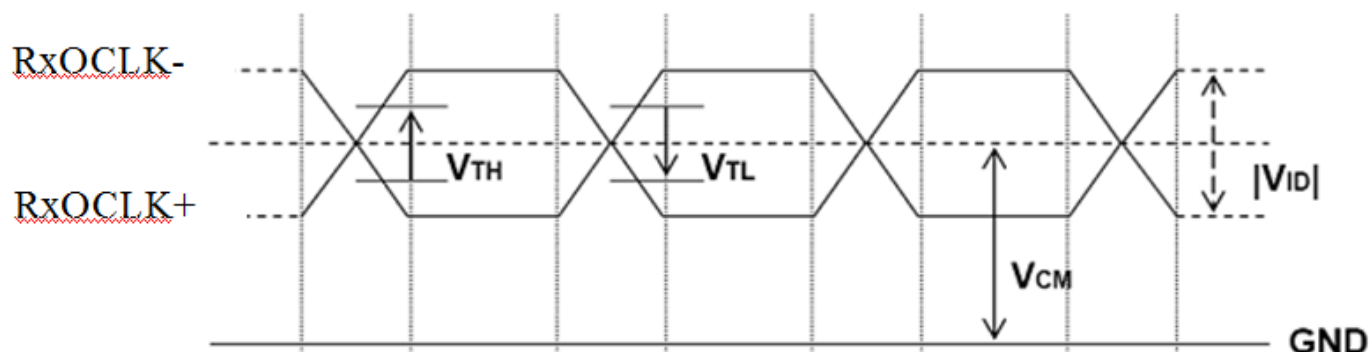 RxOCLK-
VTH
VTL
|VID|
RxOCLK+
VCM
GND